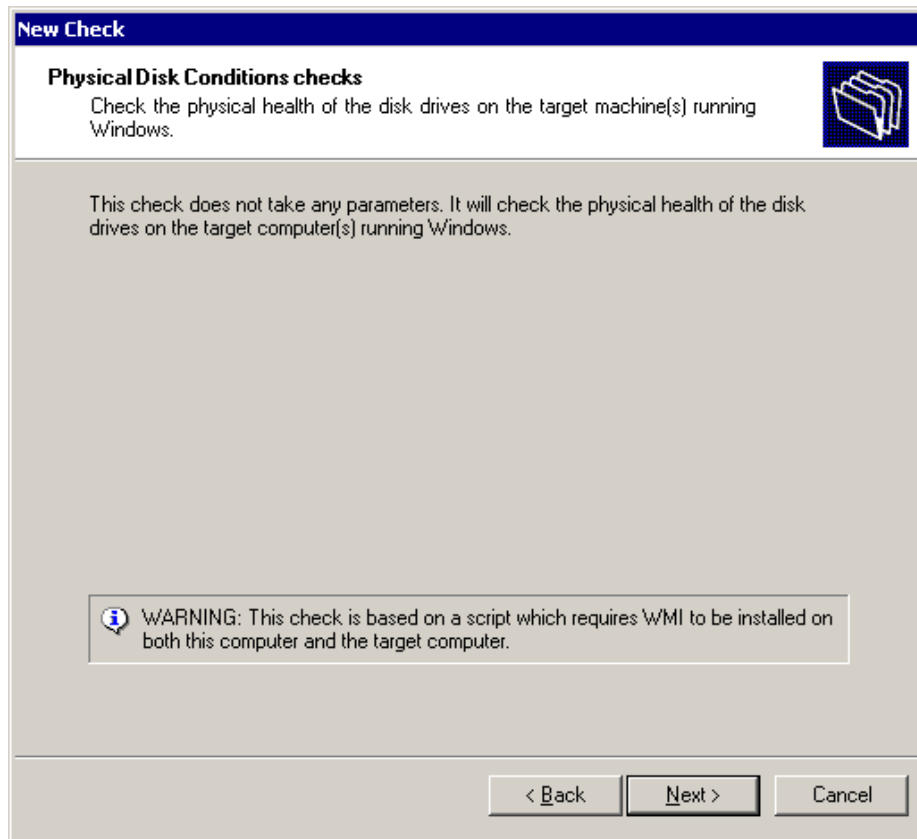 New Check
Physical Disk Conditions checks
Check the physical health of the disk drives on the target machine(s) running
Windows.
This check does not take any parameters. It will check the physical health of the disk
drives on the target computer(s) running Windows.
WARNING: This check is based on a script which requires WMI to be installed on
both this computer and the target computer.
< Back
Next >
Cancel